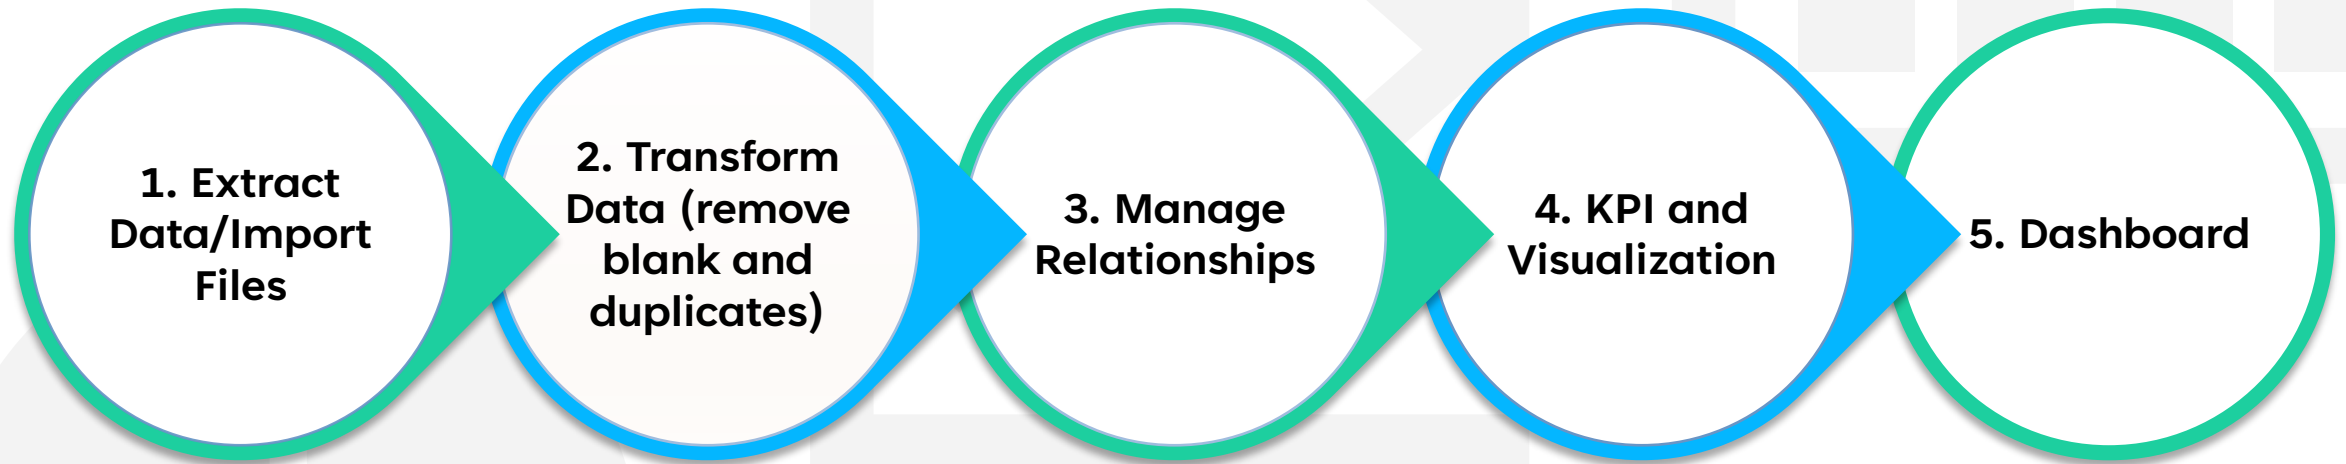 1. Extract
Data/Import
Files
2. Transform
Data (remove
blank and
duplicates)
3. Manage
Relationships
4. KPI and
Visualization
5. Dashboard